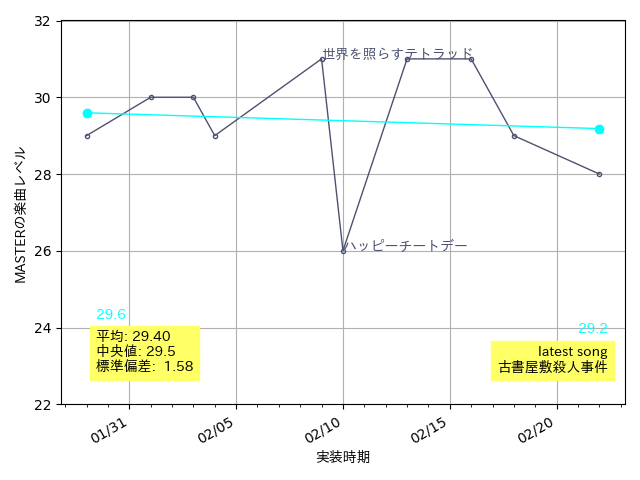 32
30
28
26
24
22
MASTERの楽曲レベル
世界を照らすテトラッド
ハッピーチートデー
29.6
平均: 29.40
中央値: 29.5
標準偏差: 1.58
29.2
latest song
古書屋敷殺人事件
01/31
02/05
02/10
02/15
02/20
実装時期